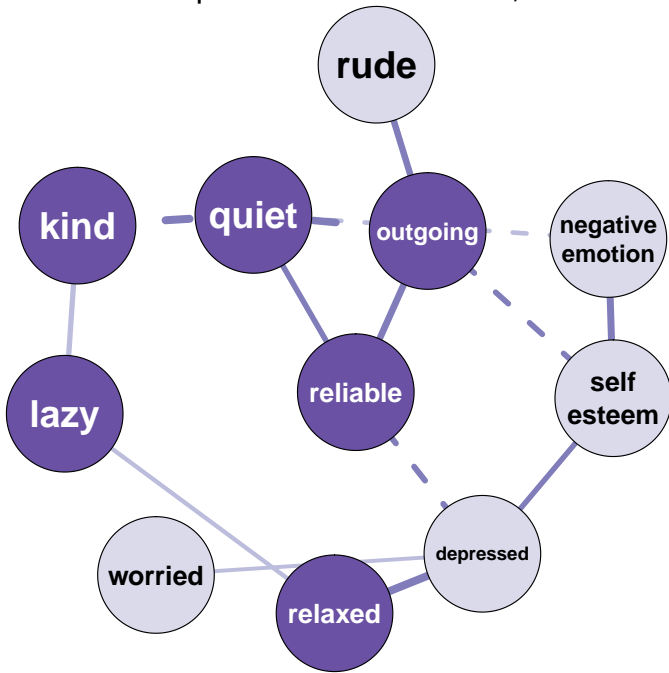 rude
kind
quiet
outgoing
negative
emotion
reliable
self
esteem
lazy
depressed
worried
relaxed